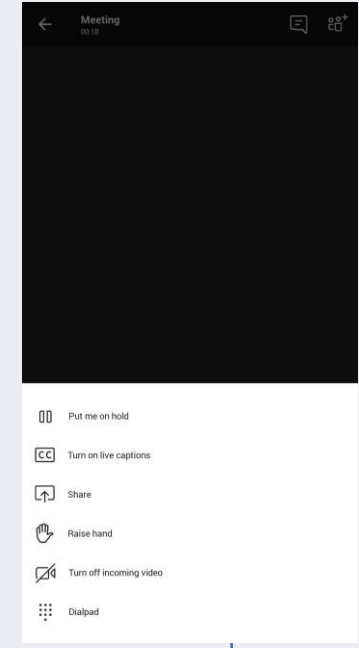 Meeting
00:18
Put me on hold
CC
Turn on live captions
Share
Raise hand
Turn off incoming video
Dialpad